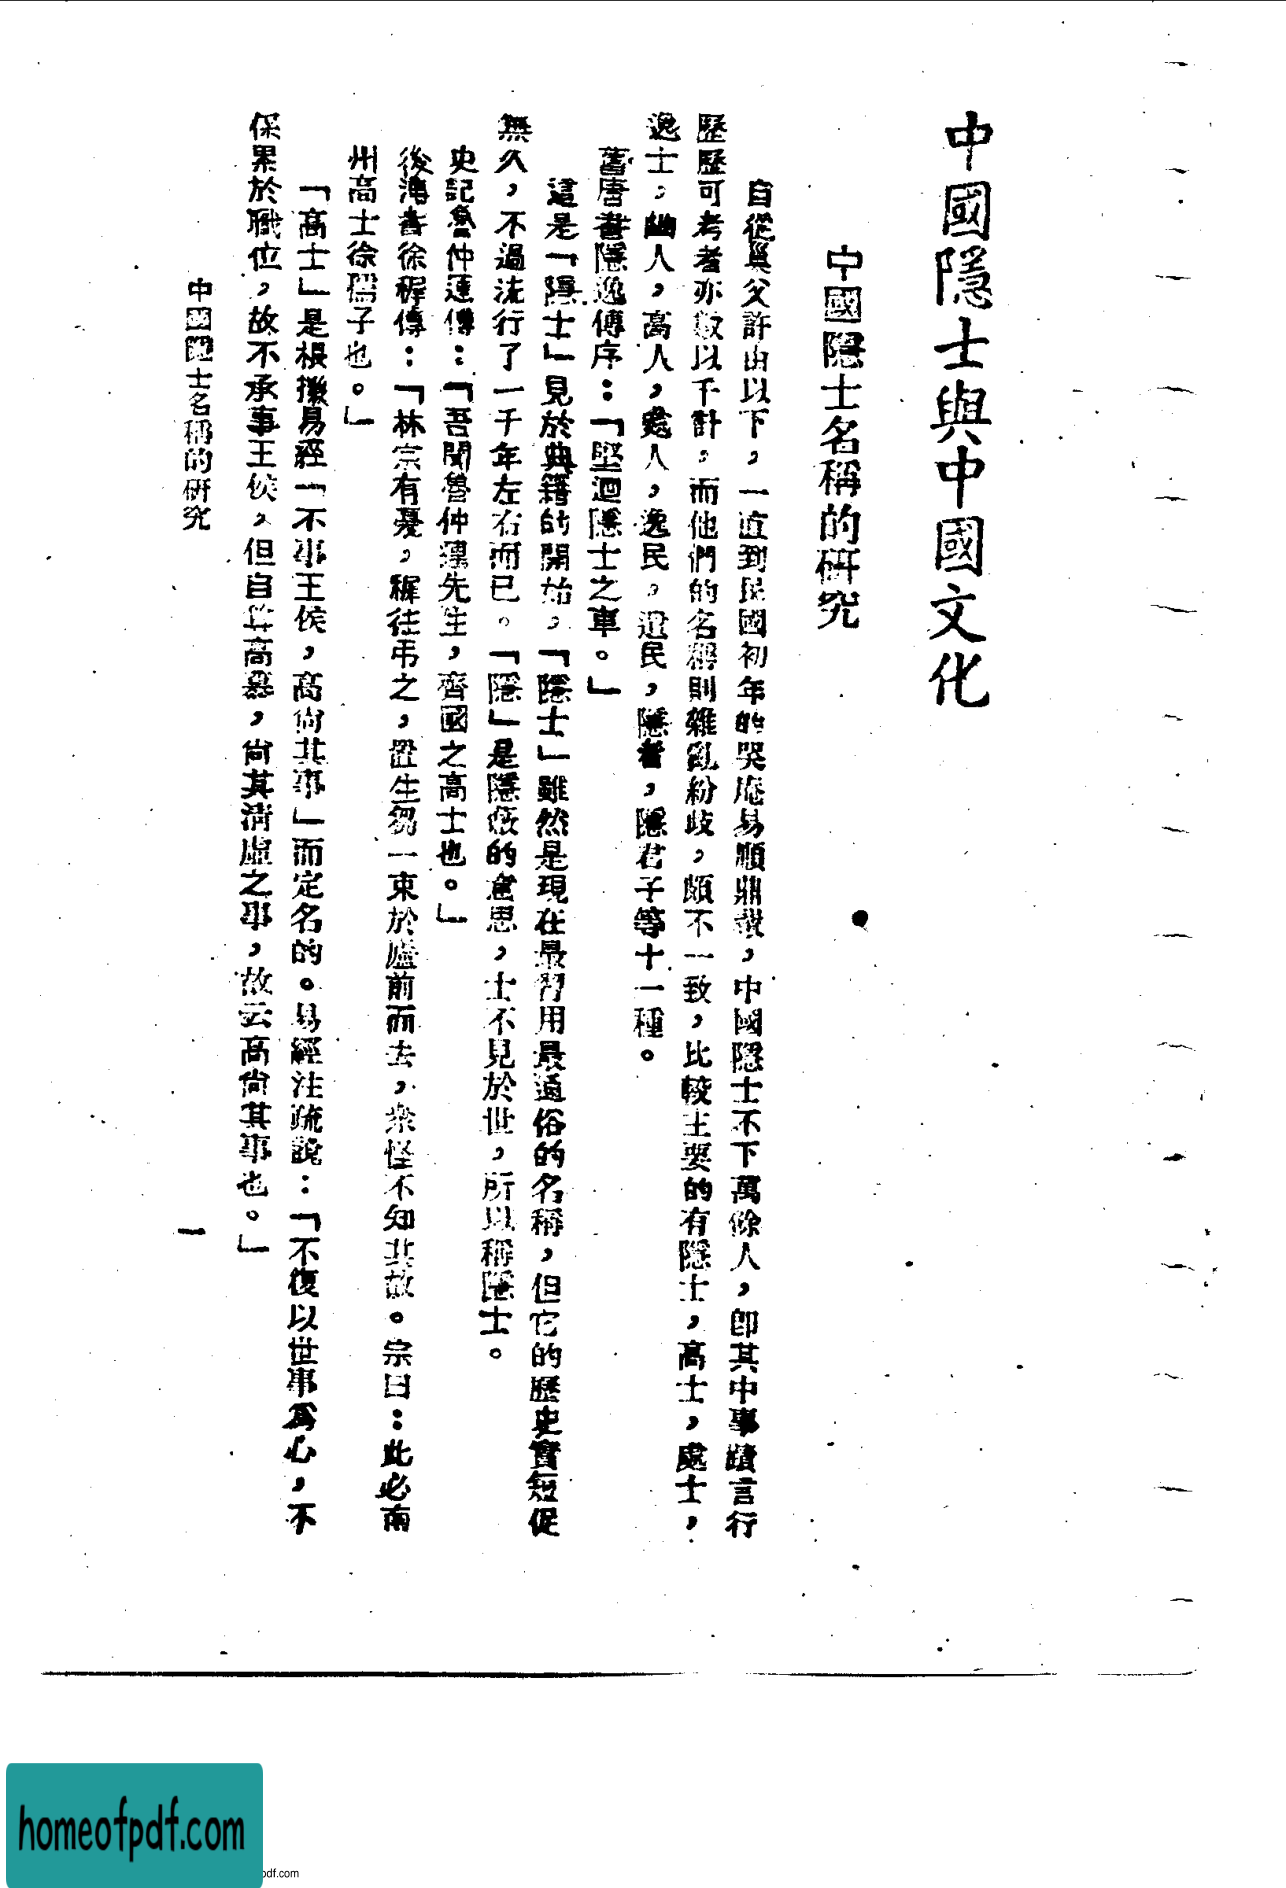 中國隱士與中國文化
中國隱士名稱的研究
自從巢父許由以下，一直到民國初年的哭庵易順鼎輩，中國隱士不下萬餘人，即其中事蹟言行
歷歷可考者亦數以千計，而他們的名稱則雜亂紛歧，頗不一致，比較主要的有隱士，高士，處士，
逸士，幽人，高人，處人，逸民，遺民，隱者，隱君子等十一種。
舊唐書隱逸傳序：「堅迴隱士之車。」
這是「隱士」見於典籍的開始，「隱士」雖然是現在最習用最通俗的名稱，但它的歷史實短促
無久，不過流行了一千年左右而已。「隱」是隱蔽的意思，士不見於世，所以稱隱士。
史記魯仲連傳：「吾聞魯仲連先生，齊國之高士也。」
後漢書徐穉傳：「林宗有憂，穉往弔之，置生芻一束於廬前而去，衆怪不知其故。宗曰：此必南
州高士徐孺子也。」
「高士」是根據易經「不事王侯，高尚其事」而定名的。易經注疏說：「不復以世事爲心，不
係累於職位，故不承事王侯，但自尊高慕，尚其清虛之事，故云高尚其事也。」
中國隱士名稱的研究
一
homeofpdf.com
pdf.com